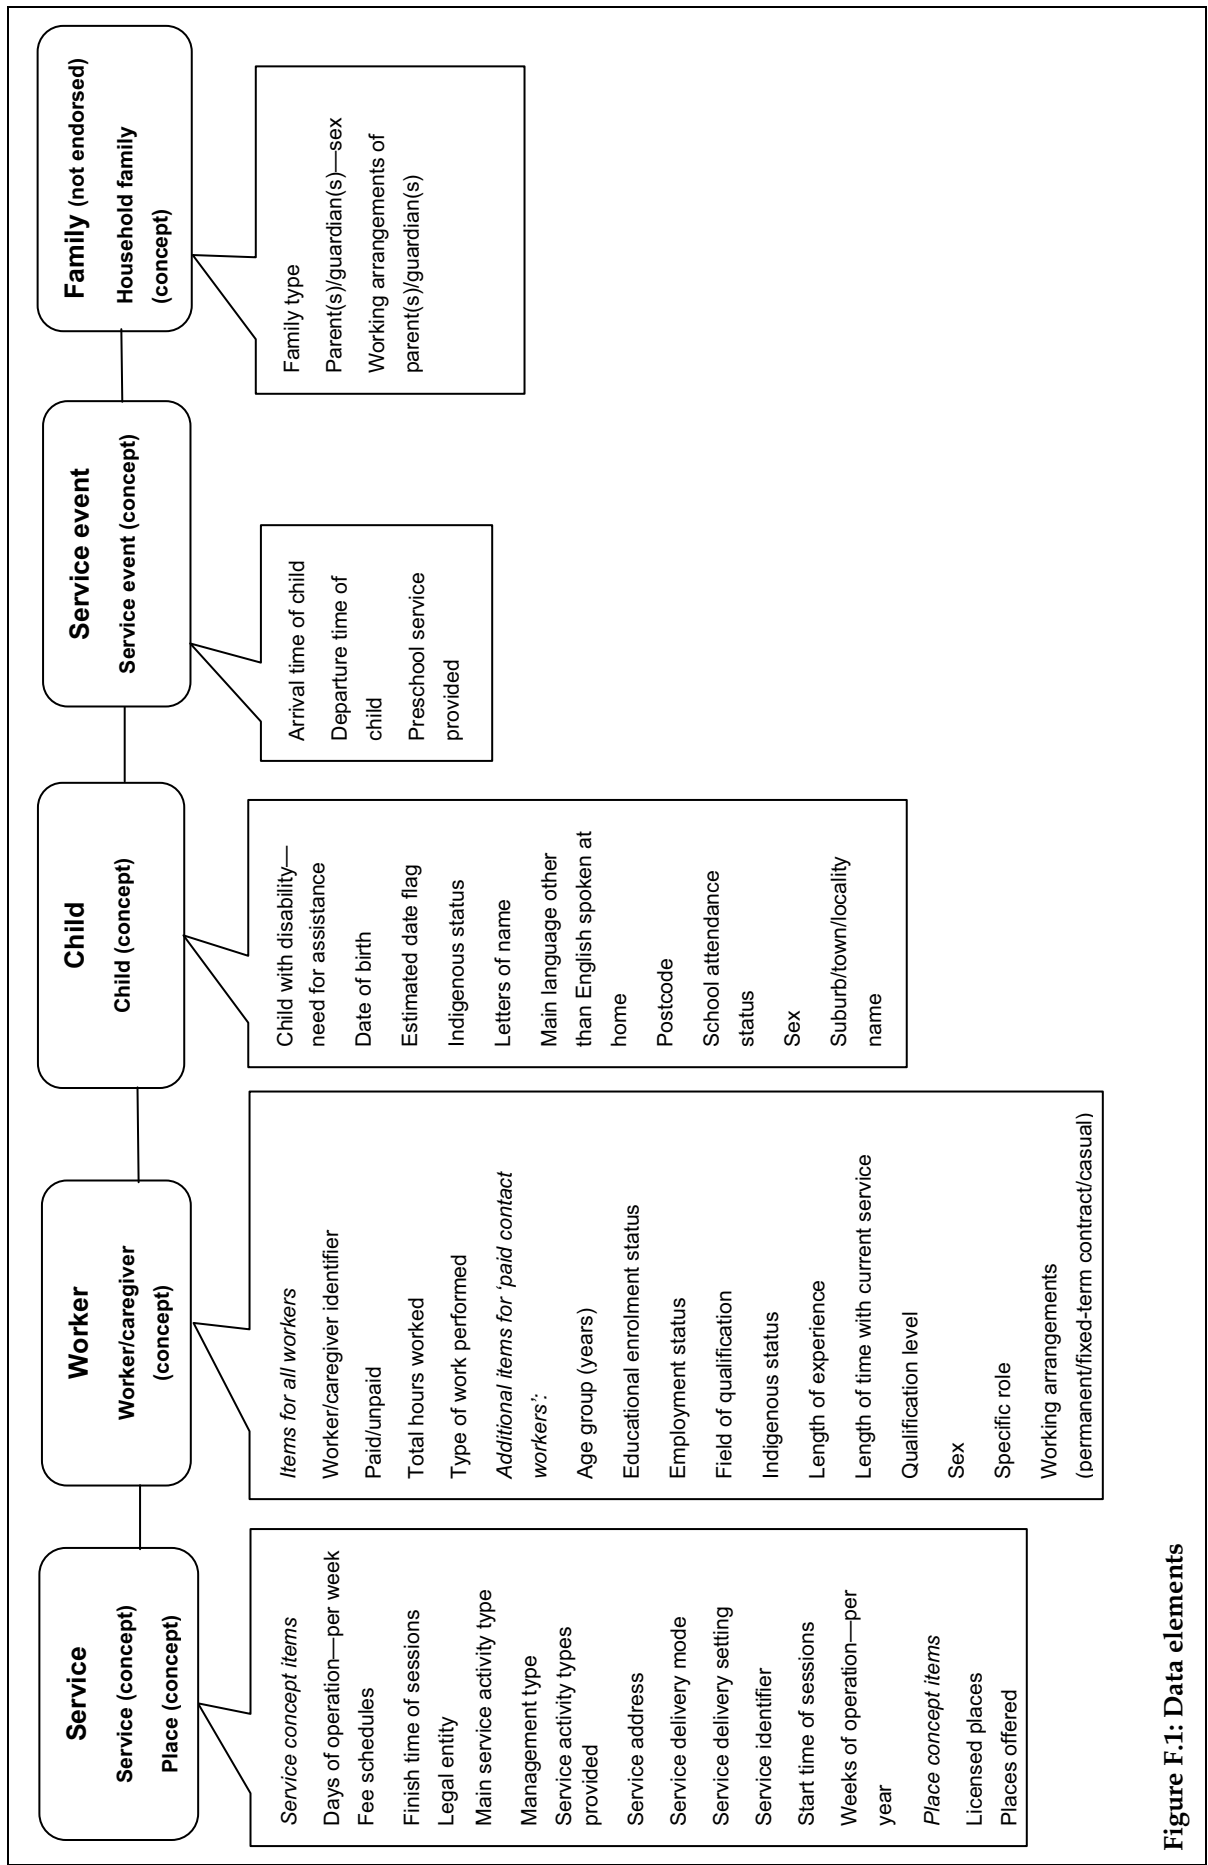 Service
Service (concept)
Place (concept)
Service concept items
Days of operation—per week
Fee schedules
Finish time of sessions
Legal entity
Main service activity type
Management type
Service activity types
provided
Service address
Service delivery mode
Service delivery setting
Service identifier
Start time of sessions
Weeks of operation—per
year
Place concept items
Licensed places
Places offered
Worker
Worker/caregiver
(concept)
Items for all workers
Worker/caregiver identifier
Paid/unpaid
Total hours worked
Type of work performed
Additional items for ‘paid contact
workers’:
Age group (years)
Educational enrolment status
Employment status
Field of qualification
Indigenous status
Length of experience
Length of time with current service
Qualification level
Sex
Specific role
Working arrangements
(permanent/fixed-term contract/casual)
Child
Child (concept)
Child with disability—
need for assistance
Date of birth
Estimated date flag
Indigenous status
Letters of name
Main language other
than English spoken at
home
Postcode
School attendance
status
Sex
Suburb/town/locality
name
Service event
Service event (concept)
Arrival time of child
Departure time of
child
Preschool service
provided
Family (not endorsed)
Household family
(concept)
Family type
Parent(s)/guardian(s)—sex
Working arrangements of
parent(s)/guardian(s)
Figure F.1: Data elements